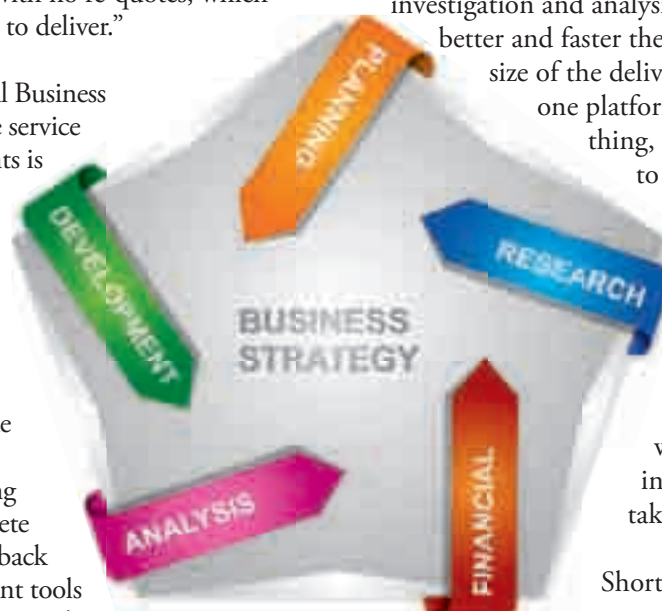 with no re-quotes, which
to deliver.”
l Business
e service
nts is
e
ng
ete
back
nt tools
investigation and analysis
better and faster the
size of the deliv
one platfor
thing,
to
w
in
tak
Short
PLANNING
RESEARCH
DEVELOPMENT
BUSINESS
STRATEGY
ANALYSIS
FINANCIAL